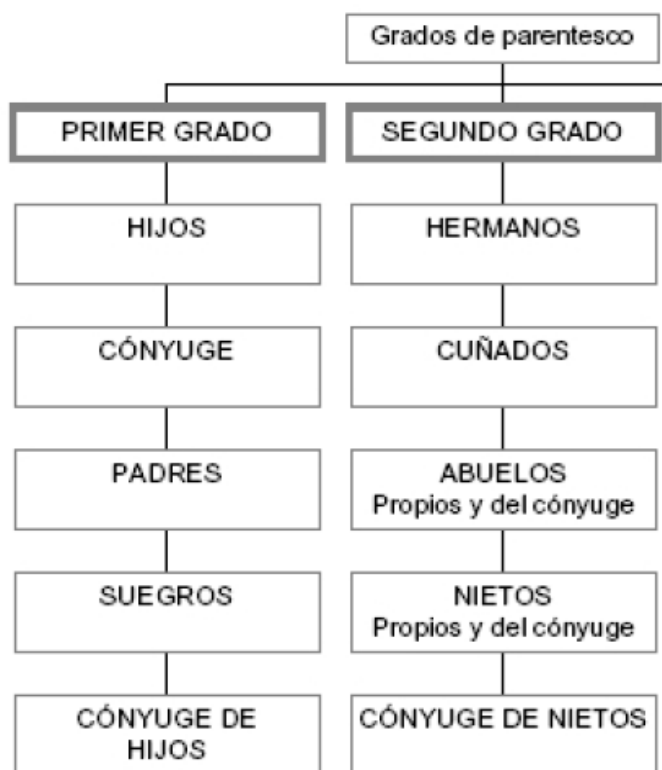 Grados de parentesco
PRIMER GRADO
HIJOS
CÓNYUGE
PADRES
SUEGROS
CÓNYUGE DE
HIJOS
SEGUNDO GRADO
HERMANOS
CUÑADOS
ABUELOS
Propios y del cónyuge
NIETOS
Propios y del cónyuge
CÓNYUGE DE NIETOS